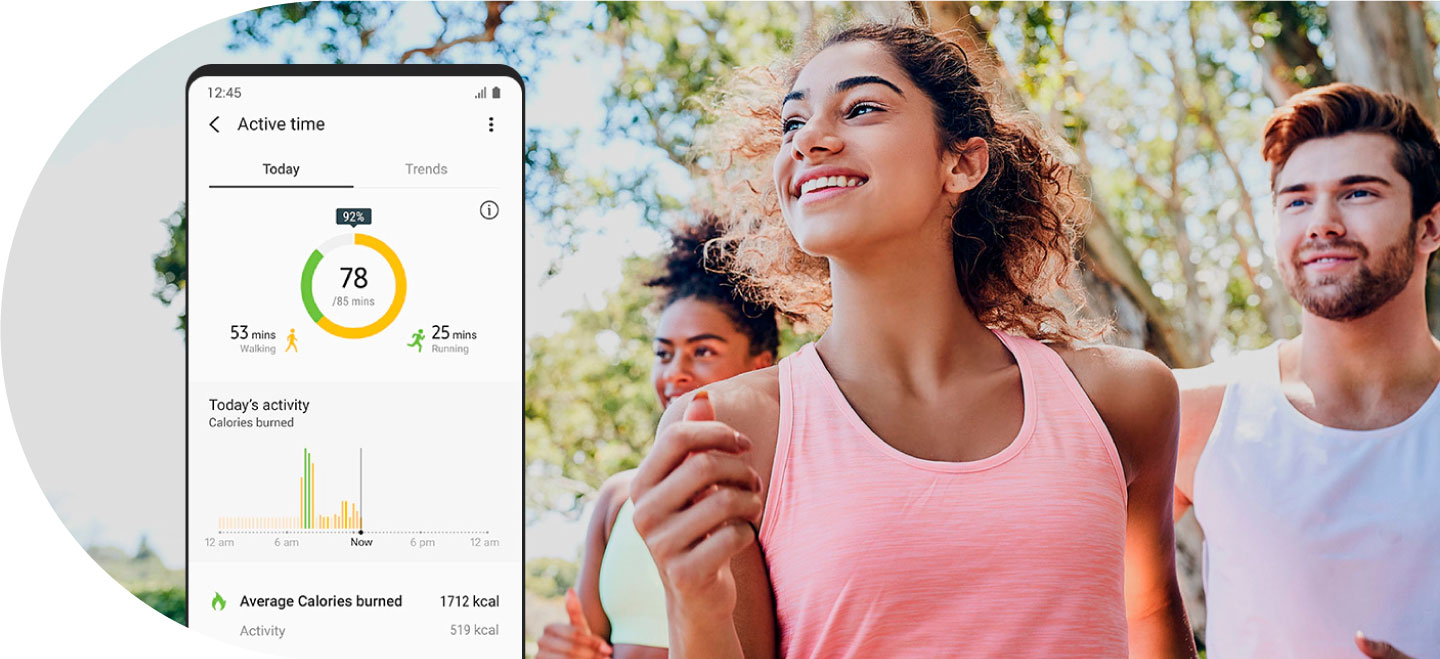 12:45
Active time
Today Trends
92%
78
/85 mins
53 mins 25 mins
Walking Running
Today's activity
Calories burned
12 am 6 am Now 6 pm 12 am
Average Calories burned 1712 kcal
Activity 519 kcal